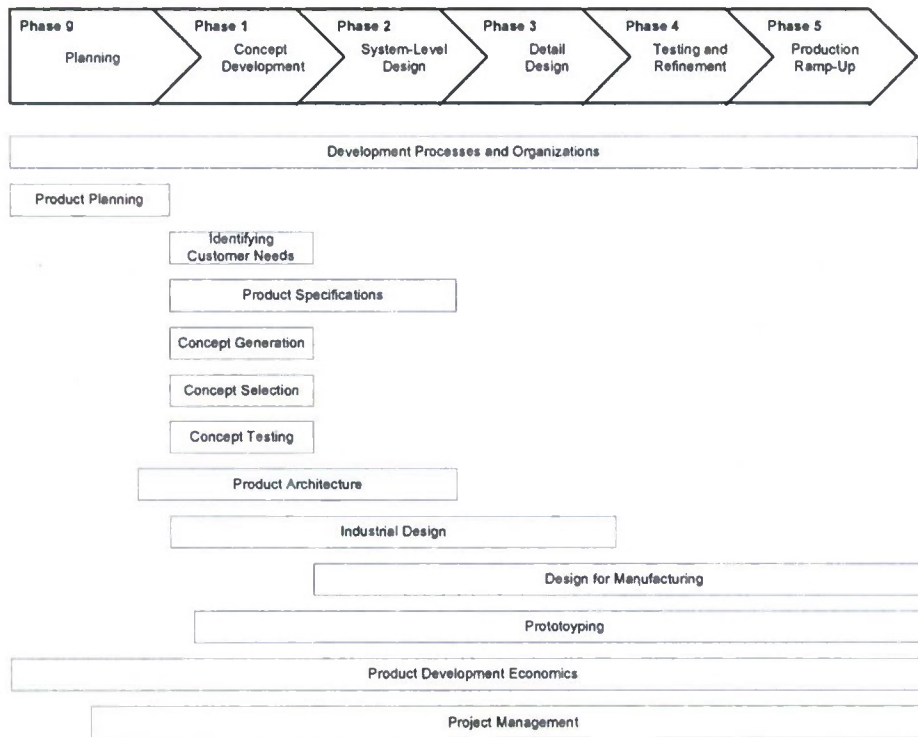 Phase 0
Planning
Phase 1
Concept
Development
Phase 2
System-Level
Design
Phase 3
Detail
Design
Phase 4
Testing and
Refinement
Phase 5
Production
Ramp-Up
Development Processes and Organizations
Product Planning
Identifying
Customer Needs
Product Specifications
Concept Generation
Concept Selection
Concept Testing
Product Architecture
Industrial Design
Design for Manufacturing
Prototoyping
Product Development Economics
Project Management